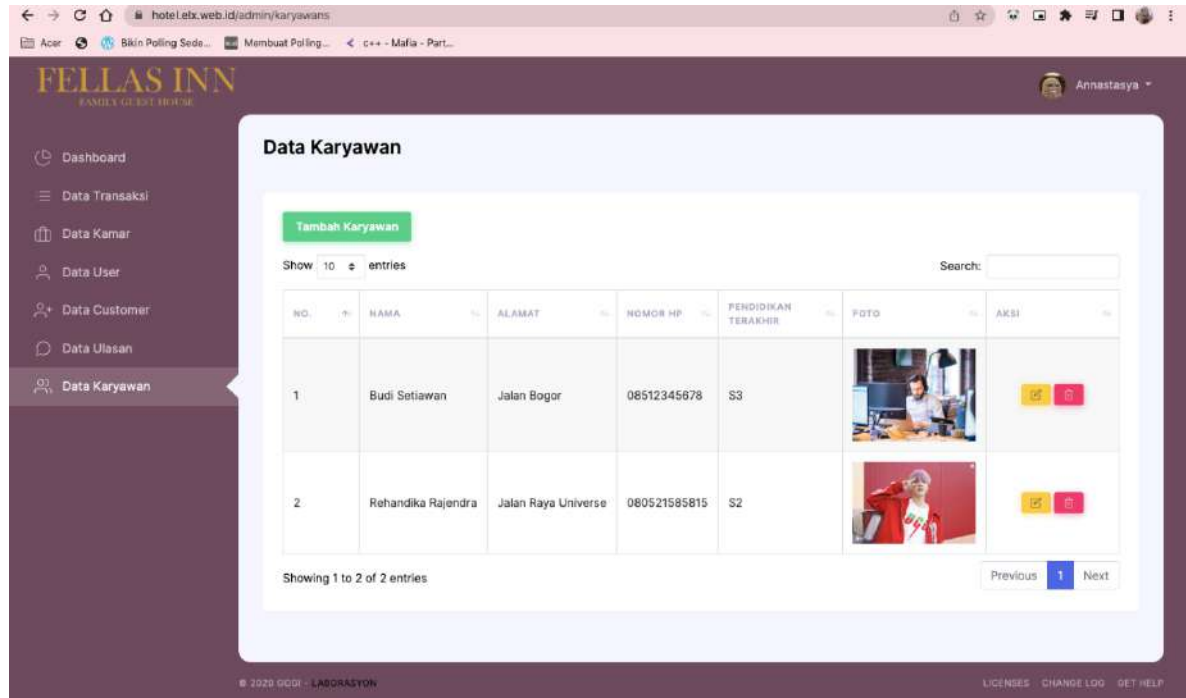 hotel.elx.web.id/admin/karyawans
Acer Bikin Polling Sede... Membuat Polling... c++ - Mafia - Part...
FELLAS INN
FAMILY GUEST HOUSE
Annastasya
Dashboard
Data Transaksi
Data Kamar
Data User
Data Customer
Data Ulasan
Data Karyawan
Data Karyawan
Tambah Karyawan
Show 10 entries
Search:
NO. NAMA ALAMAT NOMOR HP PENDIDIKAN TERAKHIR FOTO AKSI
1 Budi Setiawan Jalan Bogor 08512345678 S3
2 Rehandika Rajendra Jalan Raya Universe 080521585815 S2
Showing 1 to 2 of 2 entries
Previous 1 Next
© 2020 GOGI - LABORASYON
LICENSES CHANGE LOG GET HELP